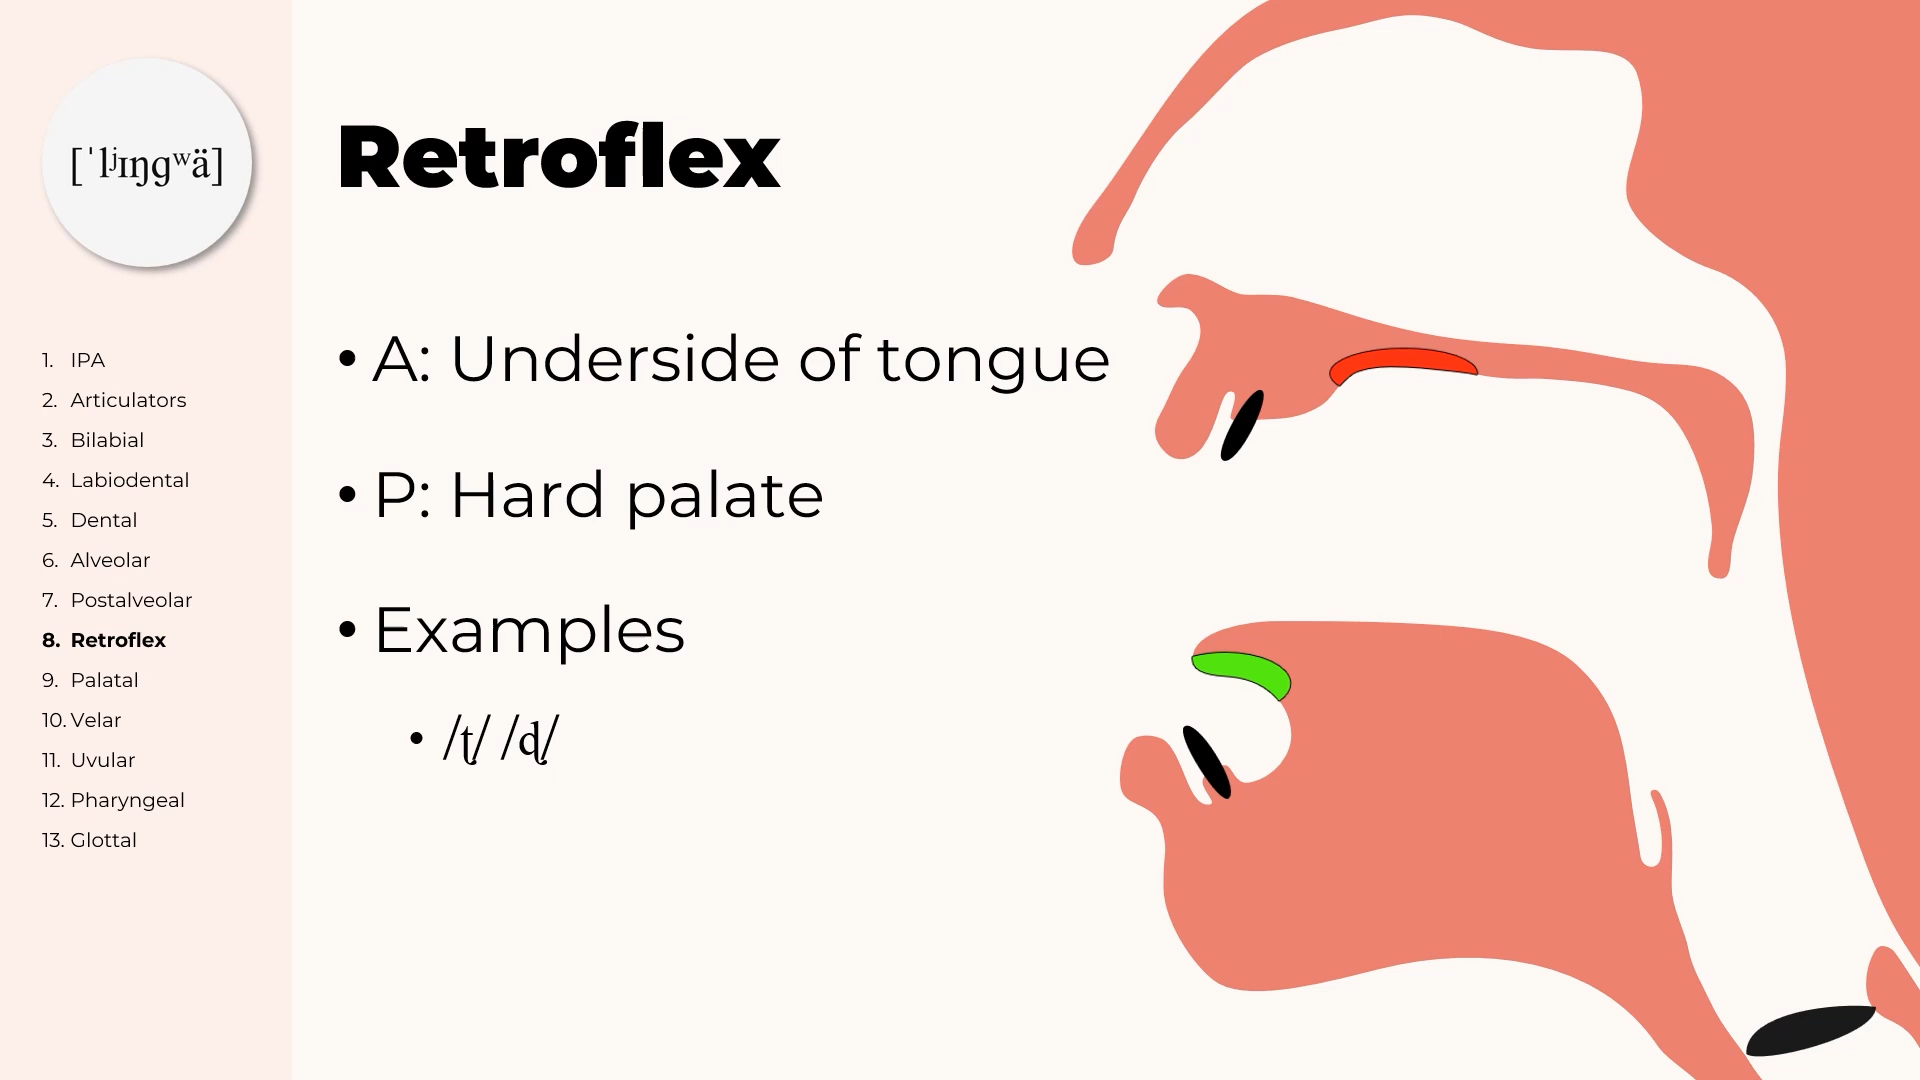 [ˈlʲɪŋɡʷä]
1. IPA
2. Articulators
3. Bilabial
4. Labiodental
5. Dental
6. Alveolar
7. Postalveolar
8. Retroflex
9. Palatal
10. Velar
11. Uvular
12. Pharyngeal
13. Glottal
Retroflex
• A: Underside of tongue
• P: Hard palate
• Examples
• /ʈ/ /ɖ/